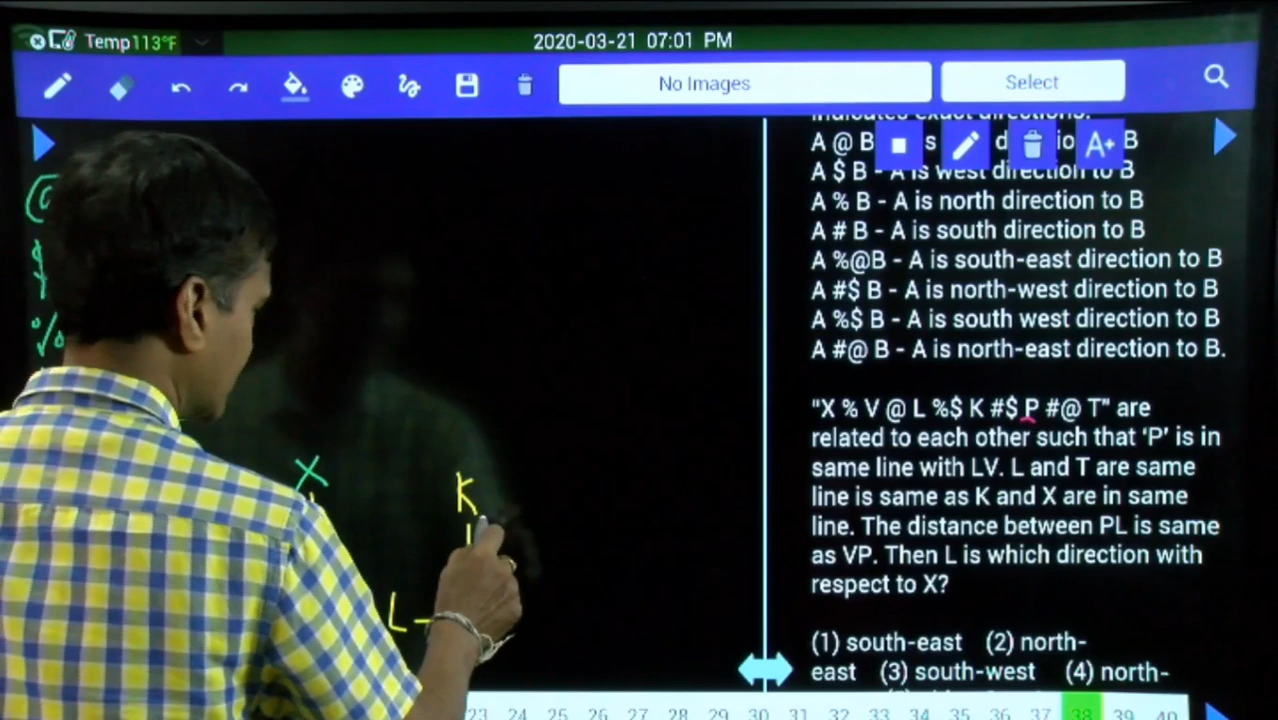 Temp113°F
2020-03-21 07:01 PM
No Images
Select
A @ B
B
A+
A $ B - A is west direction to B
A % B - A is north direction to B
A # B - A is south direction to B
A %@B - A is south-east direction to B
A #$ B - A is north-west direction to B
A %$ B - A is south west direction to B
A #@ B - A is north-east direction to B.
"X % V @ L %$ K #$ P #@ T" are
related to each other such that 'P' is in
same line with LV. L and T are same
line is same as K and X are in same
line. The distance between PL is same
as VP. Then L is which direction with
respect to X?
(1) south-east (2) north-
east (3) south-west (4) north-
X
K
L
23 24 25 26 27 28 29 30 31 32 33 34 35 36 37 38 39 40